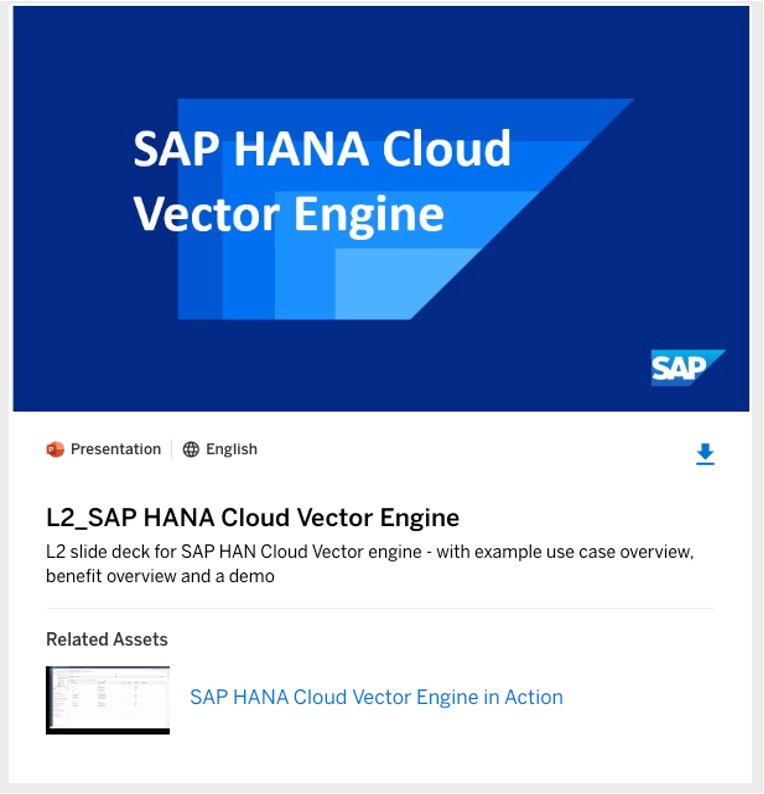 SAP HANA Cloud
Vector Engine
SAP
Presentation
English
L2_SAP HANA Cloud Vector Engine
L2 slide deck for SAP HAN Cloud Vector engine - with example use case overview,
benefit overview and a demo
Related Assets
SAP HANA Cloud Vector Engine in Action